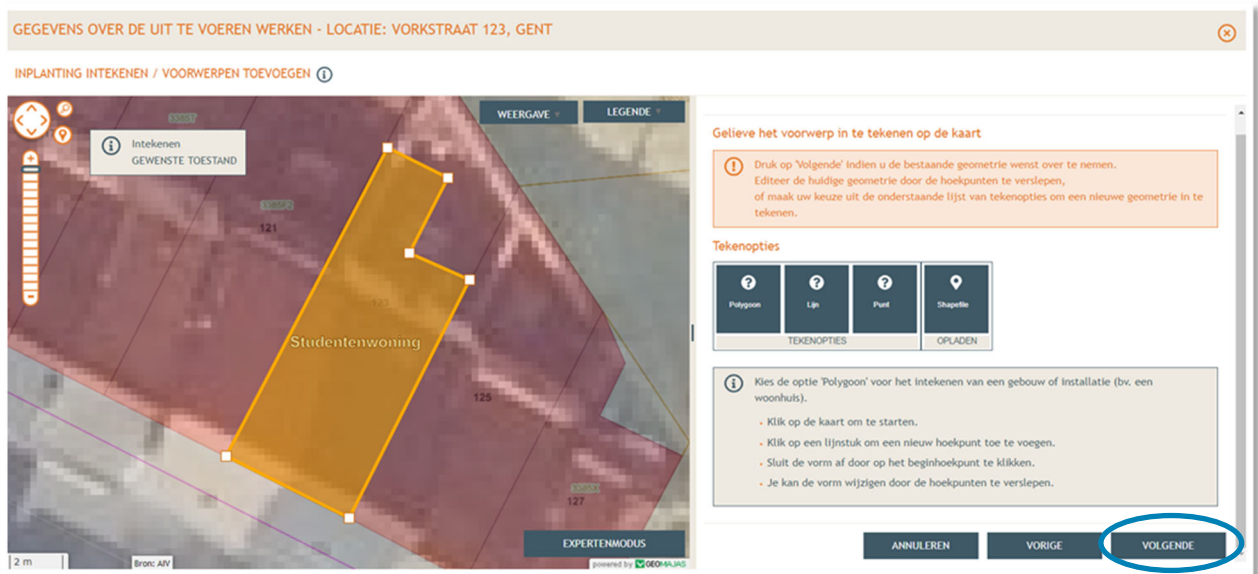 GEGEVENS OVER DE UIT TE VOEREN WERKEN - LOCATIE: VORKSTRAAT 123, GENT
INPLANTING INTEKENEN / VOORWERPEN TOEVOEGEN
WEERGAVE
LEGENDE
3385T
Intekenen
GEWENSTE TOESTAND
3385F2
121
123
Studentenwoning
125
3385X
127
EXPERTENMODUS
2 m
Bron: AIV
powered by GEOMAJAS
Gelieve het voorwerp in te tekenen op de kaart
Druk op 'Volgende' indien u de bestaande geometrie wenst over te nemen.
Editeer de huidige geometrie door de hoekpunten te verslepen,
of maak uw keuze uit de onderstaande lijst van tekenopties om een nieuwe geometrie in te
tekenen.
Tekenopties
Polygoon
Lijn
Punt
Shapefile
TEKENOPTIES
OPLADEN
Kies de optie 'Polygoon' voor het intekenen van een gebouw of installatie (bv. een
woonhuis).
Klik op de kaart om te starten.
Klik op een lijnstuk om een nieuw hoekpunt toe te voegen.
Sluit de vorm af door op het beginhoekpunt te klikken.
Je kan de vorm wijzigen door de hoekpunten te verslepen.
ANNULEREN
VORIGE
VOLGENDE